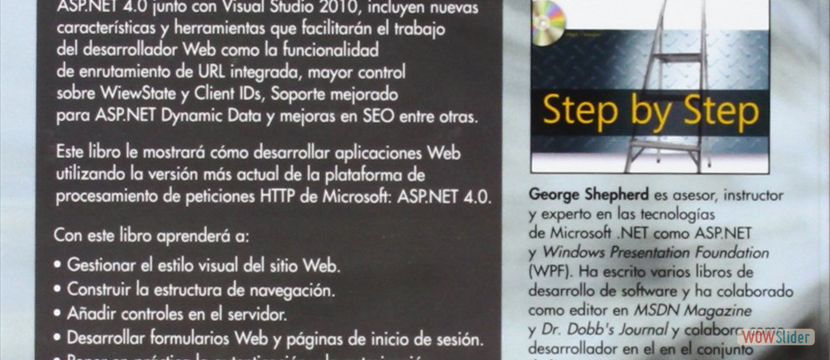 ASP.NET 4.0 junto con Visual Studio 2010, incluyen nuevas
características y herramientas que facilitarán el trabajo
del desarrollador Web como la funcionalidad
de enrutamiento de URL integrada, mayor control
sobre WiewState y Client IDs, Soporte mejorado
para ASP.NET Dynamic Data y mejoras en SEO entre otras.
Este libro le mostrará cómo desarrollar aplicaciones Web
utilizando la versión más actual de la plataforma de
procesamiento de peticiones HTTP de Microsoft: ASP.NET 4.0.
Con este libro aprenderá a:
• Gestionar el estilo visual del sitio Web.
• Construir la estructura de navegación.
• Añadir controles en el servidor.
• Desarrollar formularios Web y páginas de inicio de sesión.
Step by Step
George Shepherd es asesor, instructor
y experto en las tecnologías
de Microsoft .NET como ASP.NET
y Windows Presentation Foundation
(WPF). Ha escrito varios libros de
desarrollo de software y ha colaborado
como editor en MSDN Magazine
y Dr. Dobb's Journal y colabora como
desarrollador en el en el conjunto
WOWSlider